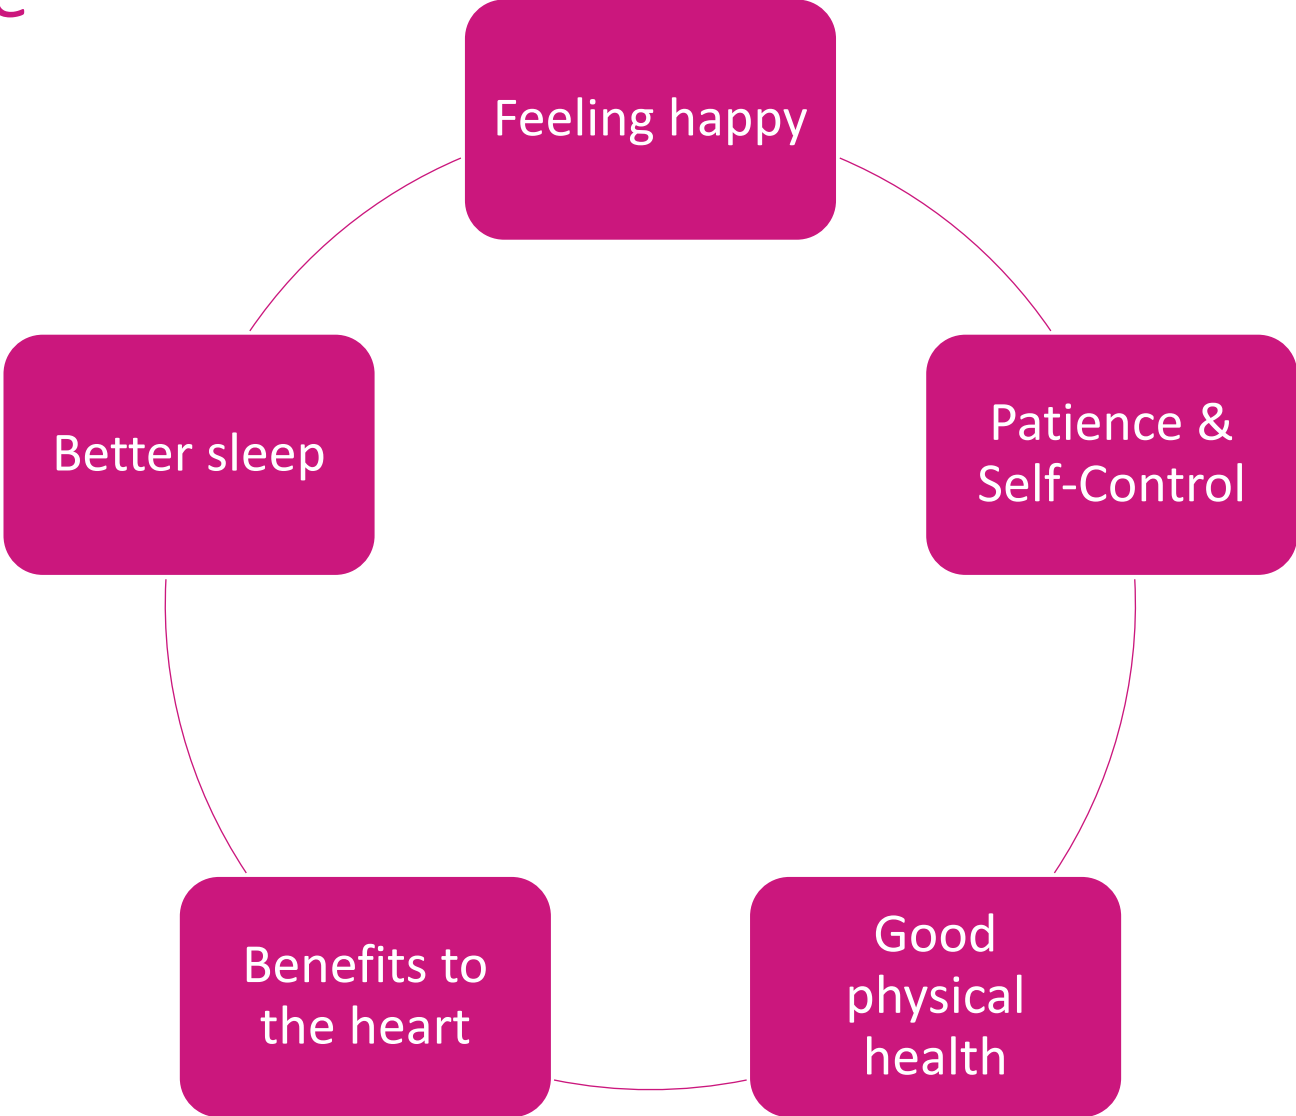 Feeling happy
Patience &
Self-Control
Good
physical
health
Benefits to
the heart
Better sleep